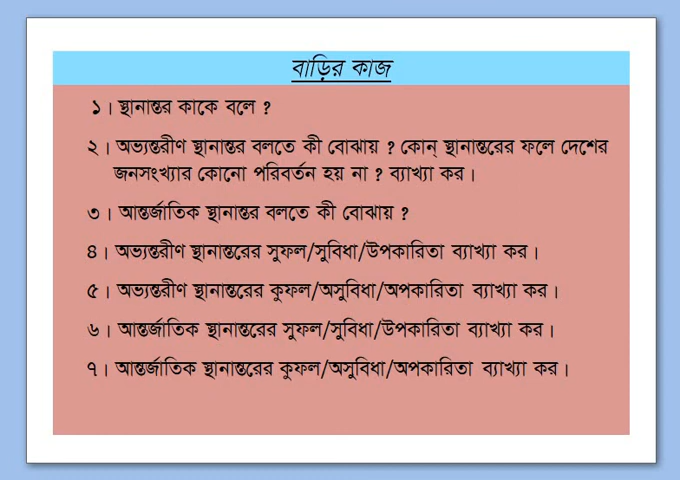 বাড়ির কাজ
১। স্থানান্তর কাকে বলে ?
২। অভ্যন্তরীণ স্থানান্তর বলতে কী বোঝায় ? কোন্ স্থানান্তরের ফলে দেশের
জনসংখ্যার কোনো পরিবর্তন হয় না ? ব্যাখ্যা কর।
৩। আন্তর্জাতিক স্থানান্তর বলতে কী বোঝায় ?
৪। অভ্যন্তরীণ স্থানান্তরের সুফল/সুবিধা/উপকারিতা ব্যাখ্যা কর।
৫। অভ্যন্তরীণ স্থানান্তরের কুফল/অসুবিধা/অপকারিতা ব্যাখ্যা কর।
৬। আন্তর্জাতিক স্থানান্তরের সুফল/সুবিধা/উপকারিতা ব্যাখ্যা কর।
৭। আন্তর্জাতিক স্থানান্তরের কুফল/অসুবিধা/অপকারিতা ব্যাখ্যা কর।